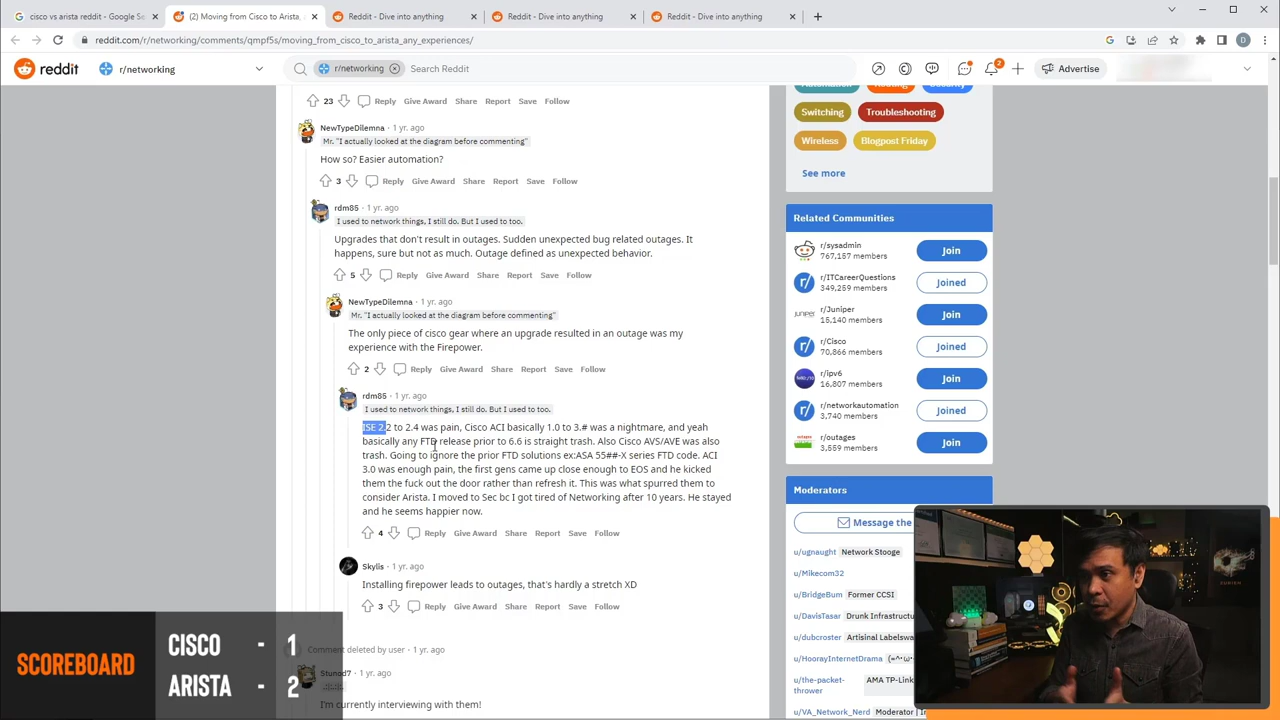 cisco vs arista reddit - Google Se
(2) Moving from Cisco to Arista,
Reddit - Dive into anything
Reddit - Dive into anything
Reddit - Dive into anything
reddit.com/r/networking/comments/qmpf5s/moving_from_cisco_to_arista_any_experiences/
D
reddit
r/networking
r/networking
Search Reddit
2
Advertise
23
Reply
Give Award
Share
Report
Save
Follow
NewTypeDilemna · 1 yr. ago
Mr. "I actually looked at the diagram before commenting"
How so? Easier automation?
3
Reply
Give Award
Share
Report
Save
Follow
rdm85 · 1 yr. ago
I used to network things, I still do. But I used to too.
Upgrades that don't result in outages. Sudden unexpected bug related outages. It
happens, sure but not as much. Outage defined as unexpected behavior.
5
Reply
Give Award
Share
Report
Save
Follow
NewTypeDilemna · 1 yr. ago
Mr. "I actually looked at the diagram before commenting"
The only piece of cisco gear where an upgrade resulted in an outage was my
experience with the Firepower.
2
Reply
Give Award
Share
Report
Save
Follow
rdm85 · 1 yr. ago
I used to network things, I still do. But I used to too.
ISE 2.2 to 2.4 was pain, Cisco ACI basically 1.0 to 3.# was a nightmare, and yeah
basically any FTD release prior to 6.6 is straight trash. Also Cisco AVS/AVE was also
trash. Going to ignore the prior FTD solutions ex:ASA 55##-X series FTD code. ACI
3.0 was enough pain, the first gens came up close enough to EOS and he kicked
them the fuck out the door rather than refresh it. This was what spurred them to
consider Arista. I moved to Sec bc I got tired of Networking after 10 years. He stayed
and he seems happier now.
4
Reply
Give Award
Share
Report
Save
Follow
Skylis · 1 yr. ago
Installing firepower leads to outages, that's hardly a stretch XD
3
Reply
Give Award
Share
Report
Save
Follow
Comment deleted by user · 1 yr. ago
Stunod7 · 1 yr. ago
I'm currently interviewing with them!
Automation
Routing
Security
Switching
Troubleshooting
Wireless
Blogpost Friday
See more
Related Communities
r/sysadmin
767,157 members
Join
r/ITCareerQuestions
349,259 members
Joined
r/Juniper
15,140 members
Join
r/Cisco
70,866 members
Joined
r/ipv6
16,807 members
Join
r/networkautomation
3,740 members
Joined
r/outages
3,559 members
Join
Moderators
Message the
u/ugnaught Network Stooge
u/Mikecom32
u/BridgeBum Former CCSI
u/DavisTasar Drunk Infrastructu
u/dubcroster Artisinal Labelswa
u/HoorayInternetDrama
u/the-packet-
thrower
AMA TP-Link
u/VA_Network_Nerd Moderator
SCOREBOARD
CISCO - 1
ARISTA - 2